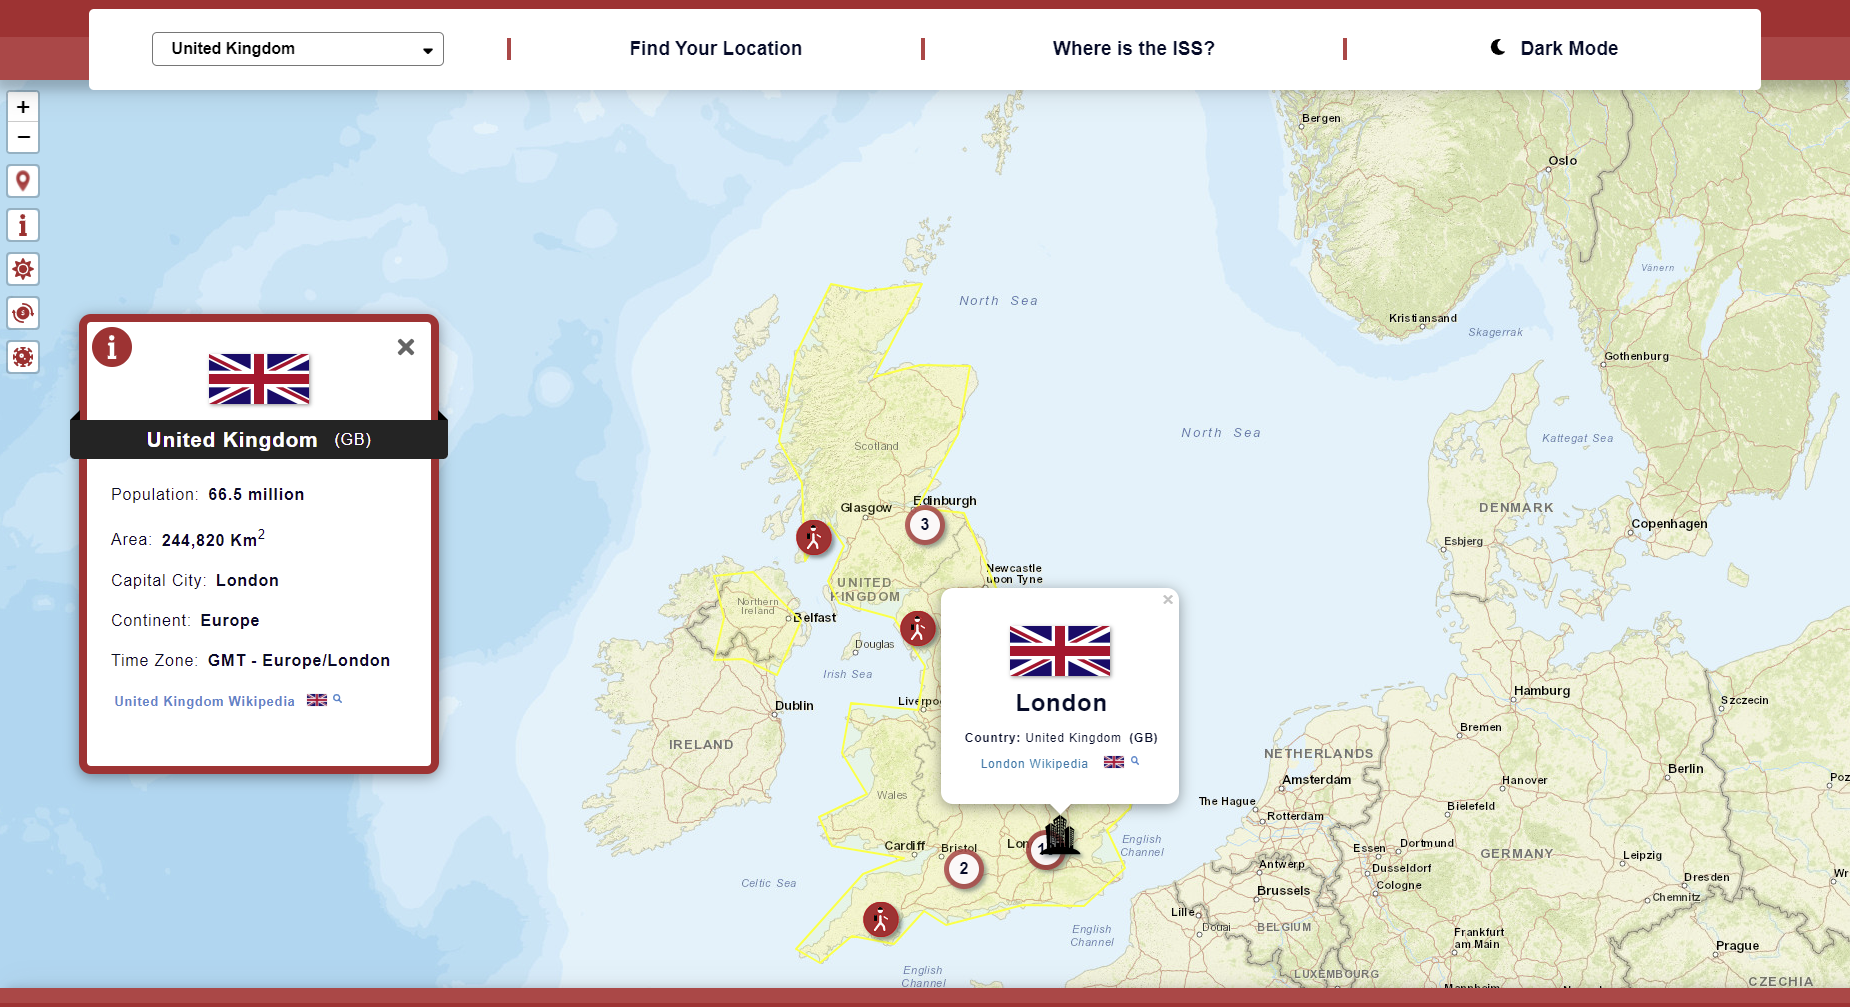 United Kingdom
Find Your Location
Where is the ISS?
Dark Mode
+
−
United Kingdom (GB)
Population: 66.5 million
Area: 244,820 Km2
Capital City: London
Continent: Europe
Time Zone: GMT - Europe/London
United Kingdom Wikipedia
London
Country: United Kingdom (GB)
London Wikipedia
Bergen
Oslo
Vänern
North Sea
Kristiansand
Skagerrak
Gothenburg
North Sea
Kattegat Sea
Scotland
Glasgow
Edinburgh
3
DENMARK
Copenhagen
Esbjerg
Newcastle
upon Tyne
UNITED
KINGDOM
Northern
Ireland
Belfast
Douglas
Irish Sea
Dublin
Liverpo
IRELAND
Hamburg
Szczecin
Bremen
NETHERLANDS
Amsterdam
Berlin
Hanover
Poz
The Hague
Rotterdam
Bielefeld
Wales
Cardiff
Bristol
Lon
2
English
Channel
Essen
Dortmund
GERMANY
Leipzig
Antwerp
Dusseldorf
Cologne
Brussels
Dresden
Chemnitz
Wr
Celtic Sea
Lille
Douai
BELGIUM
English
Channel
Frankfurt
am Main
Prague
English
Channel
LUXEMBOURG
CZECHIA
Mannheim